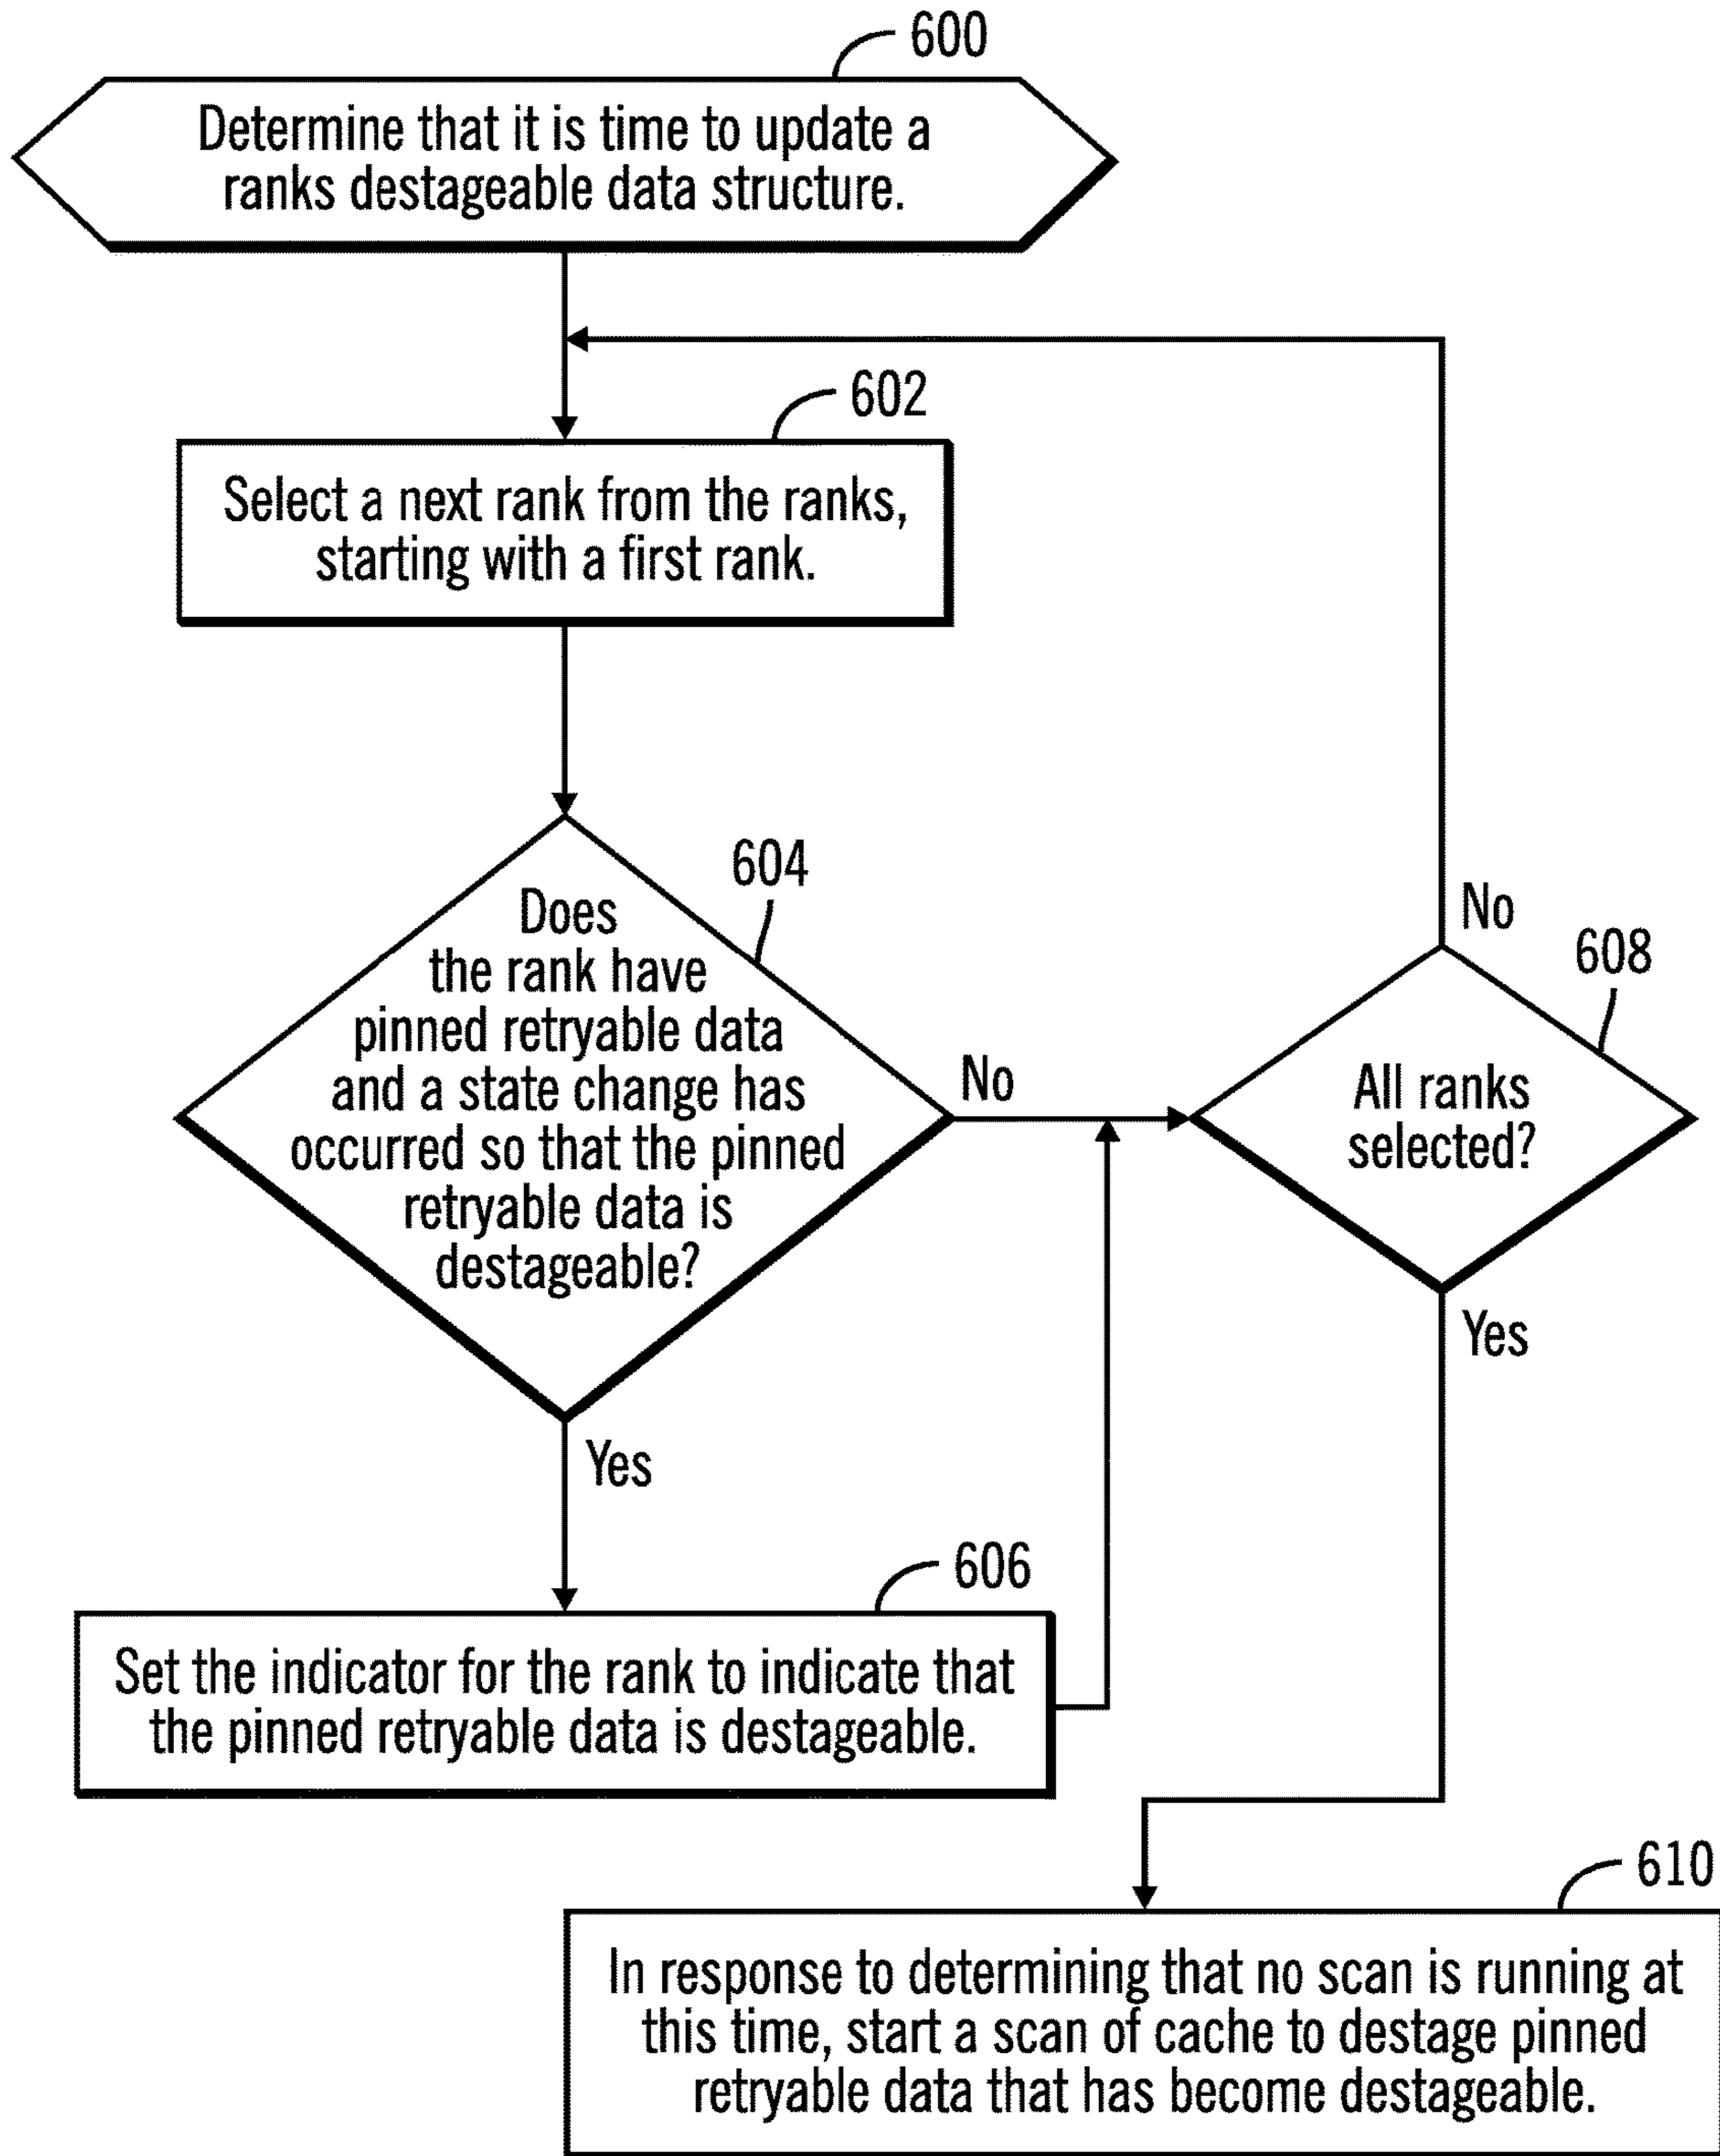 600
Determine that it is time to update a
ranks destageable data structure.
602
Select a next rank from the ranks,
starting with a first rank.
604
Does
the rank have
pinned retryable data
and a state change has
occurred so that the pinned
retryable data is
destageable?
No
Yes
606
Set the indicator for the rank to indicate that
the pinned retryable data is destageable.
608
All ranks
selected?
No
Yes
610
In response to determining that no scan is running at
this time, start a scan of cache to destage pinned
retryable data that has become destageable.